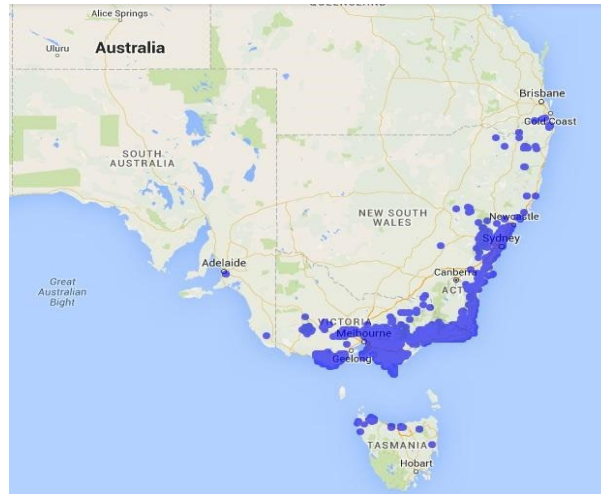 QUEENSLAND
Alice Springs
Uluru
Australia
Brisbane
Gold Coast
SOUTH
AUSTRALIA
NEW SOUTH
WALES
Newcastle
Sydney
Adelaide
Canberra
ACT
Great
Australian
Bight
VICTORIA
Melbourne
Geelong
TASMANIA
Hobart